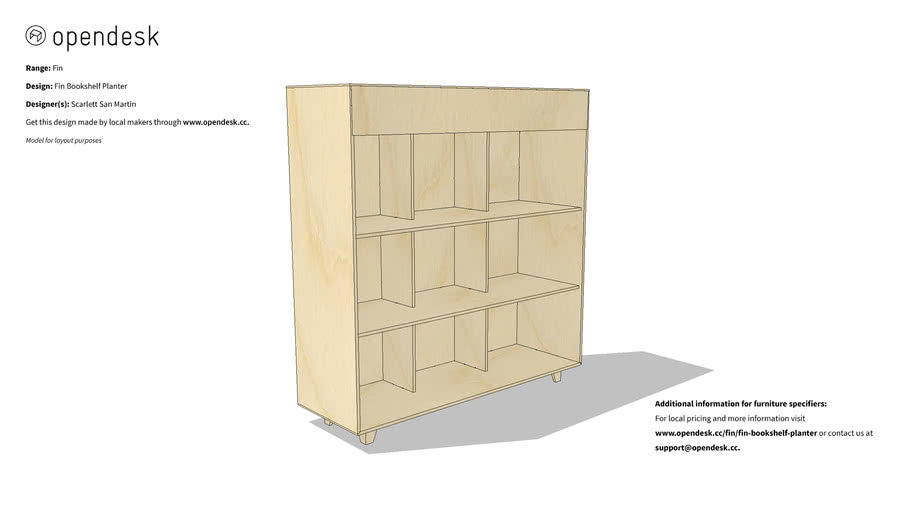 opendesk
Range: Fin
Design: Fin Bookshelf Planter
Designer(s): Scarlett San Martin
Get this design made by local makers through www.opendesk.cc.
Model for layout purposes
Additional information for furniture specifiers:
For local pricing and more information visit
www.opendesk.cc/fin/fin-bookshelf-planter or contact us at
support@opendesk.cc.